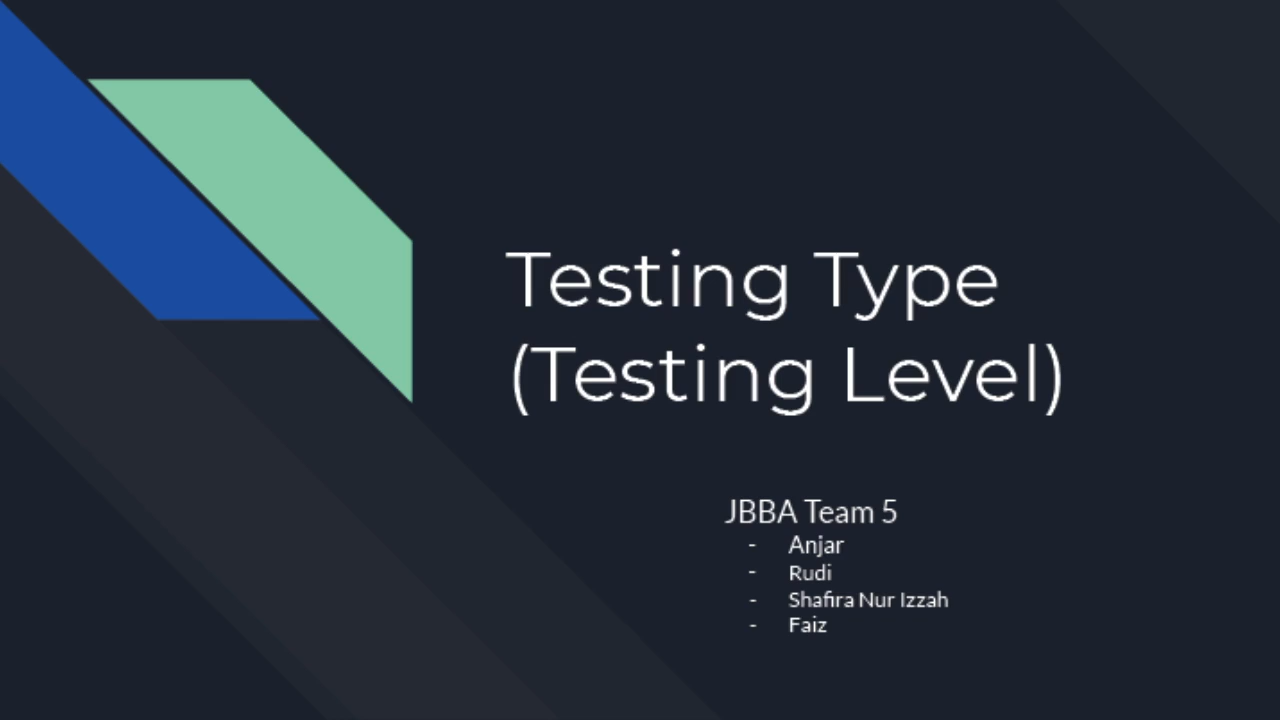 Testing Type
(Testing Level)
JBBA Team 5
- Anjar
- Rudi
- Shafira Nur Izzah
- Faiz